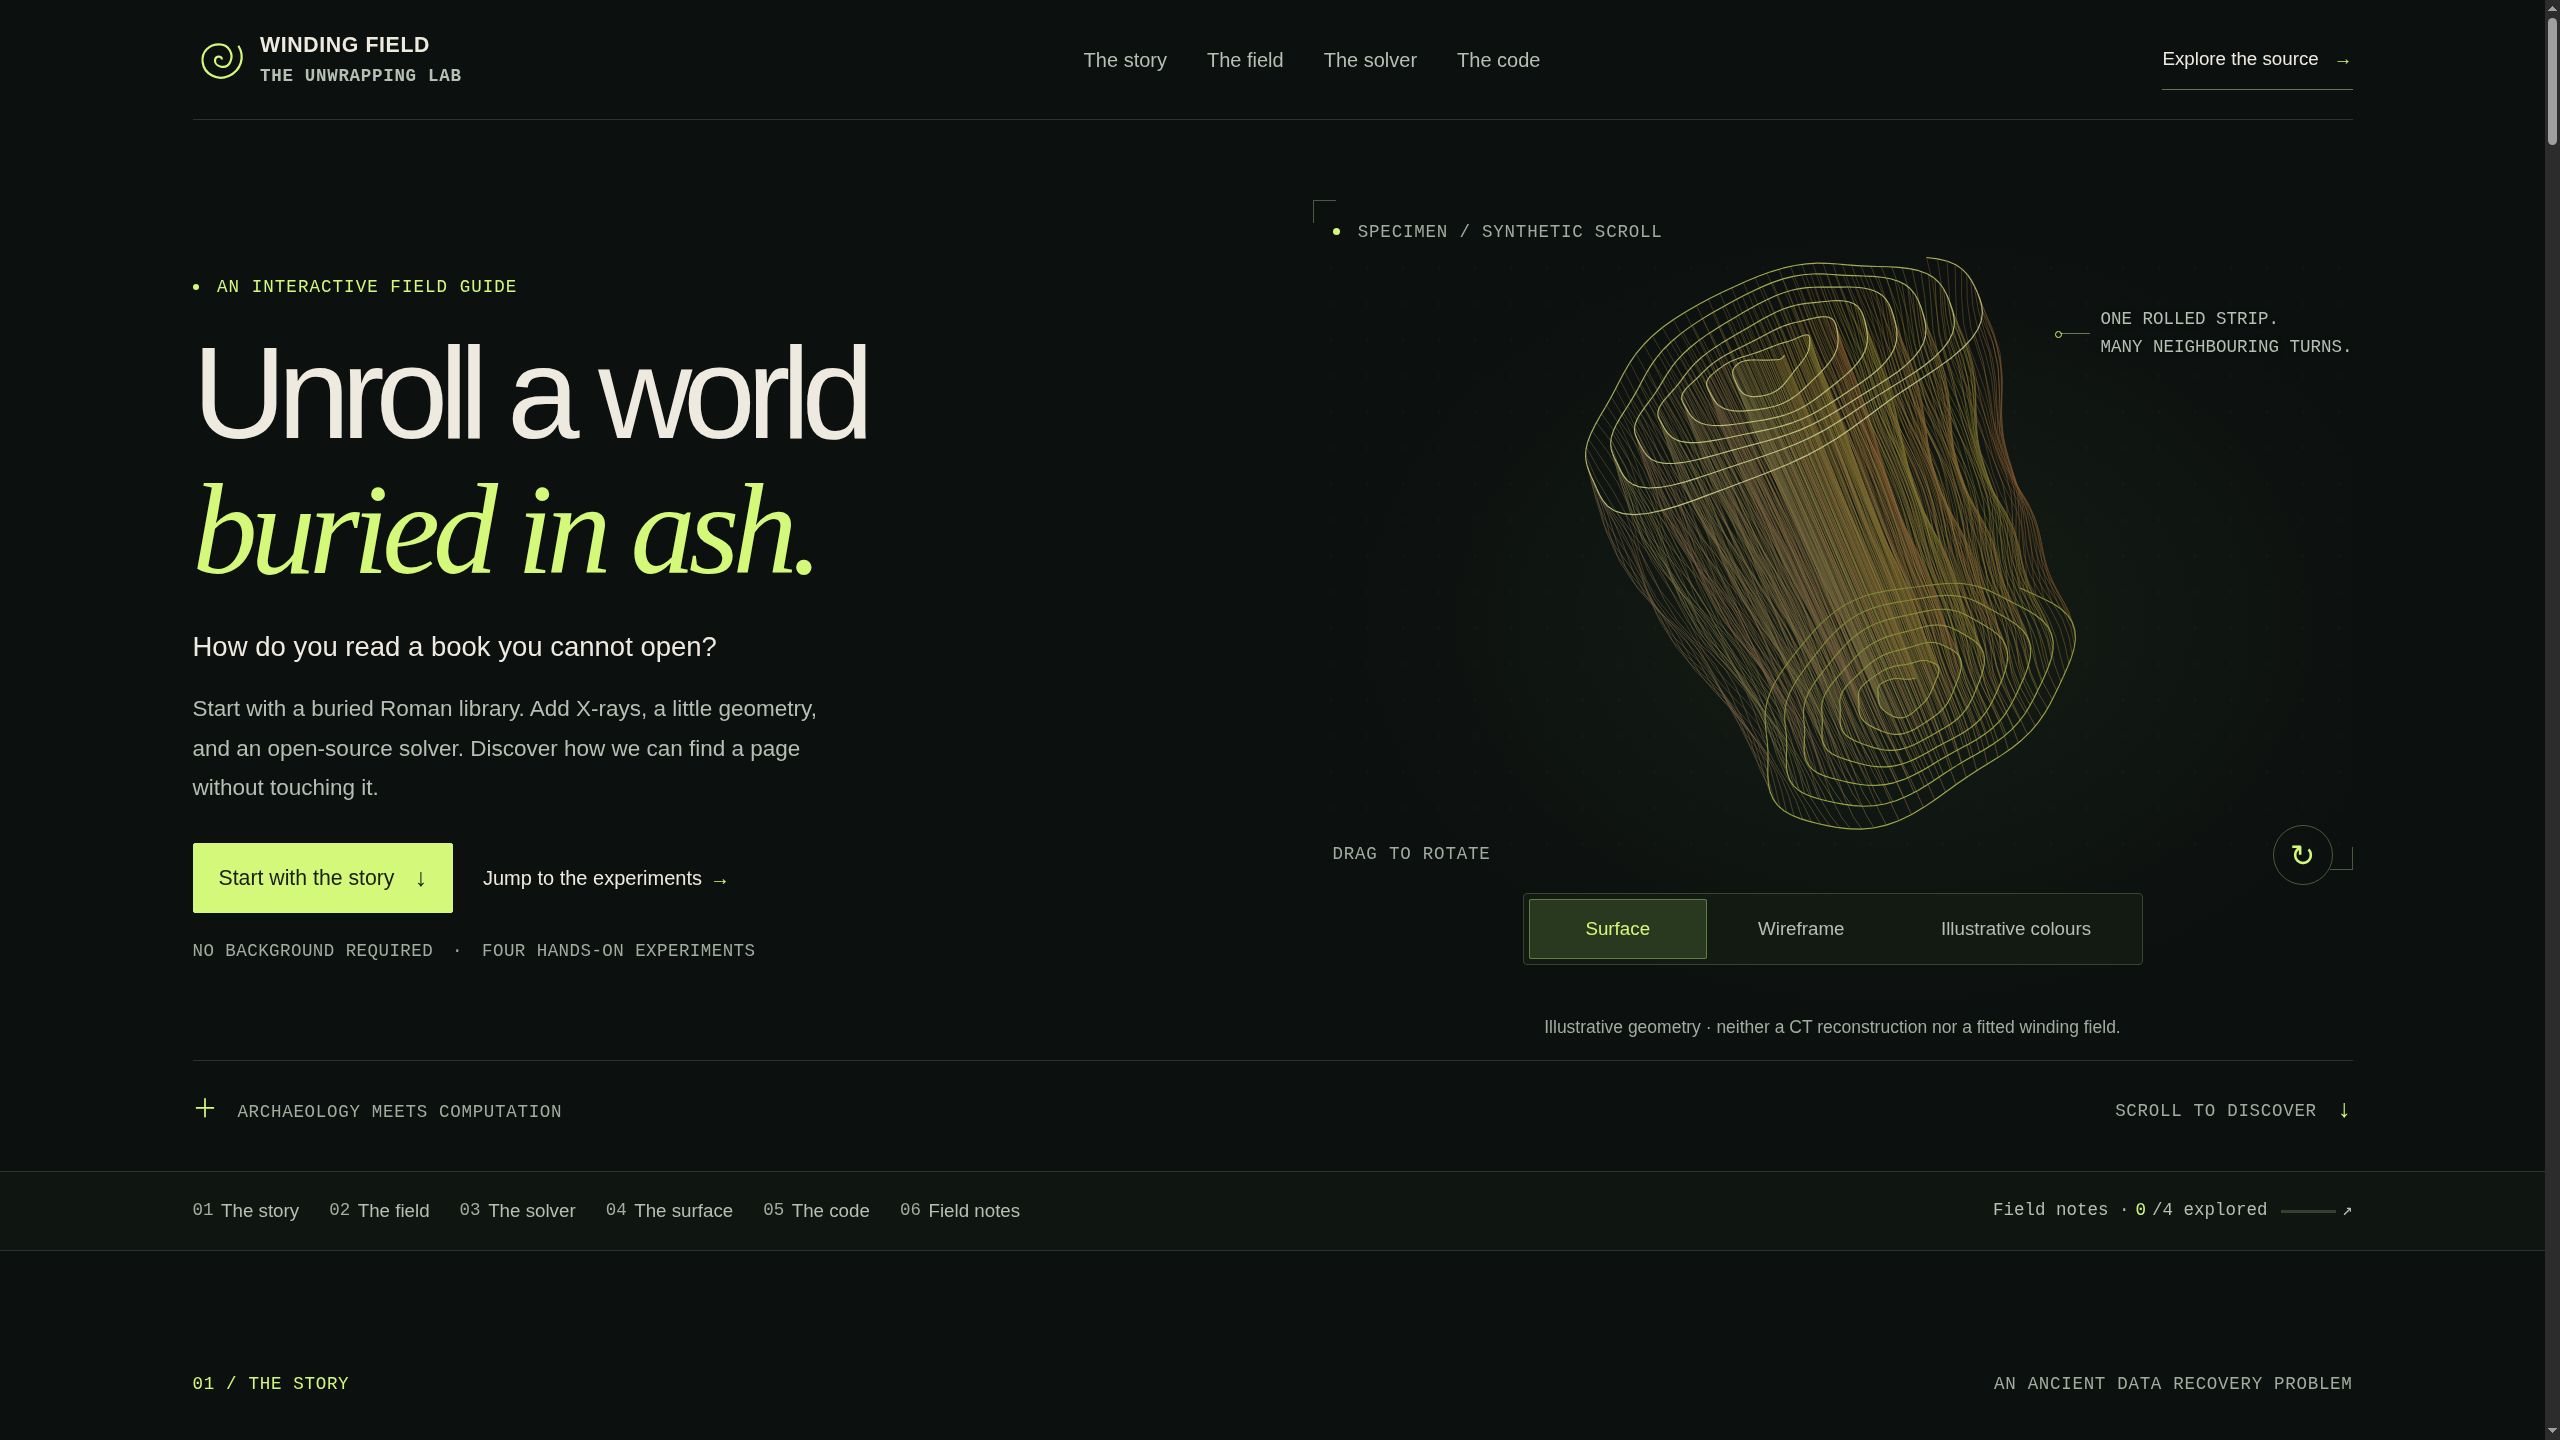 WINDING FIELD
THE UNWRAPPING LAB
The story
The field
The solver
The code
Explore the source →
SPECIMEN / SYNTHETIC SCROLL
AN INTERACTIVE FIELD GUIDE
ONE ROLLED STRIP.
MANY NEIGHBOURING TURNS.
Unroll a world
buried in ash.
How do you read a book you cannot open?
Start with a buried Roman library. Add X-rays, a little geometry,
and an open-source solver. Discover how we can find a page
without touching it.
Start with the story ↓
Jump to the experiments →
NO BACKGROUND REQUIRED · FOUR HANDS-ON EXPERIMENTS
DRAG TO ROTATE
↻
Surface
Wireframe
Illustrative colours
Illustrative geometry · neither a CT reconstruction nor a fitted winding field.
+ ARCHAEOLOGY MEETS COMPUTATION
SCROLL TO DISCOVER ↓
01 The story
02 The field
03 The solver
04 The surface
05 The code
06 Field notes
Field notes · 0 /4 explored ↗
01 / THE STORY
AN ANCIENT DATA RECOVERY PROBLEM